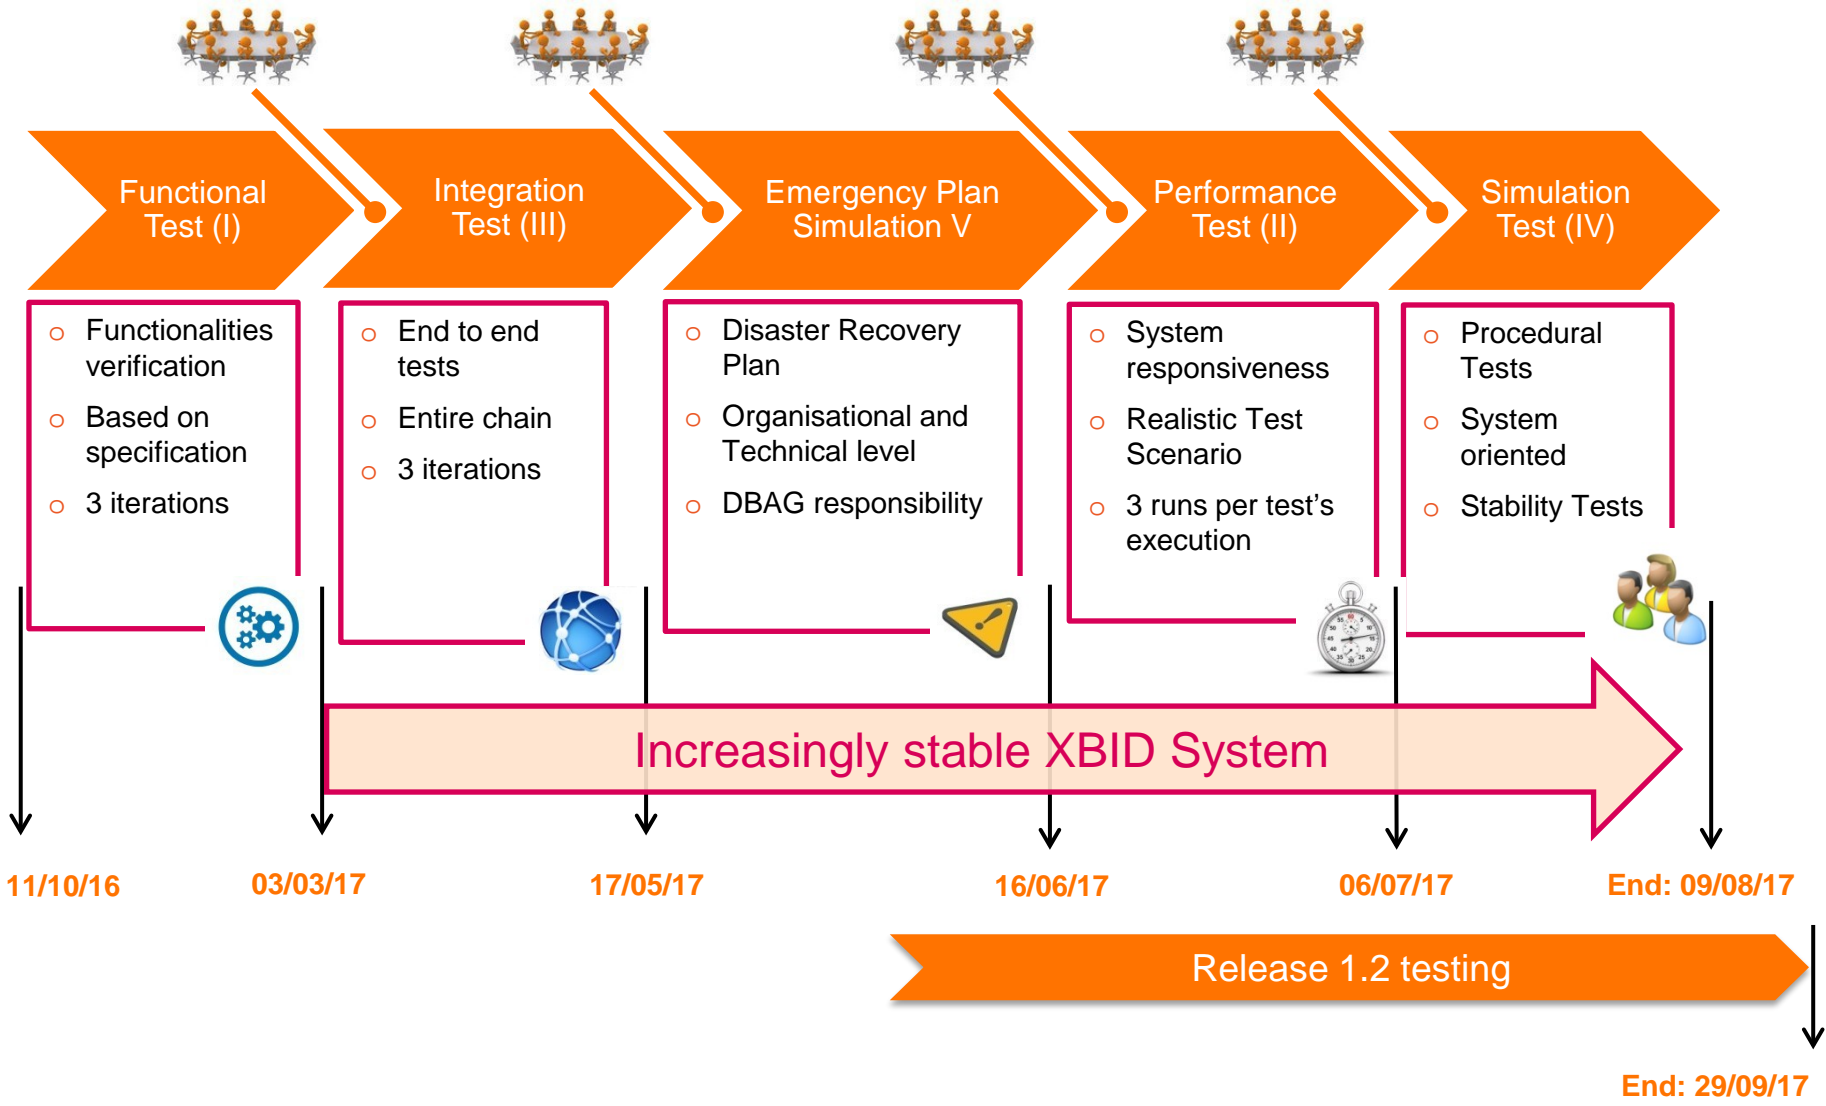 Functional
Test (I)
Integration
Test (III)
Emergency Plan
Simulation V
Performance
Test (II)
Simulation
Test (IV)
o Functionalities
verification
o Based on
specification
o 3 iterations
o End to end
tests
o Entire chain
o 3 iterations
o Disaster Recovery
Plan
o Organisational and
Technical level
o DBAG responsibility
o System
responsiveness
o Realistic Test
Scenario
o 3 runs per test’s
execution
o Procedural
Tests
o System
oriented
o Stability Tests
Increasingly stable XBID System
11/10/16
03/03/17
17/05/17
16/06/17
06/07/17
End: 09/08/17
Release 1.2 testing
End: 29/09/17